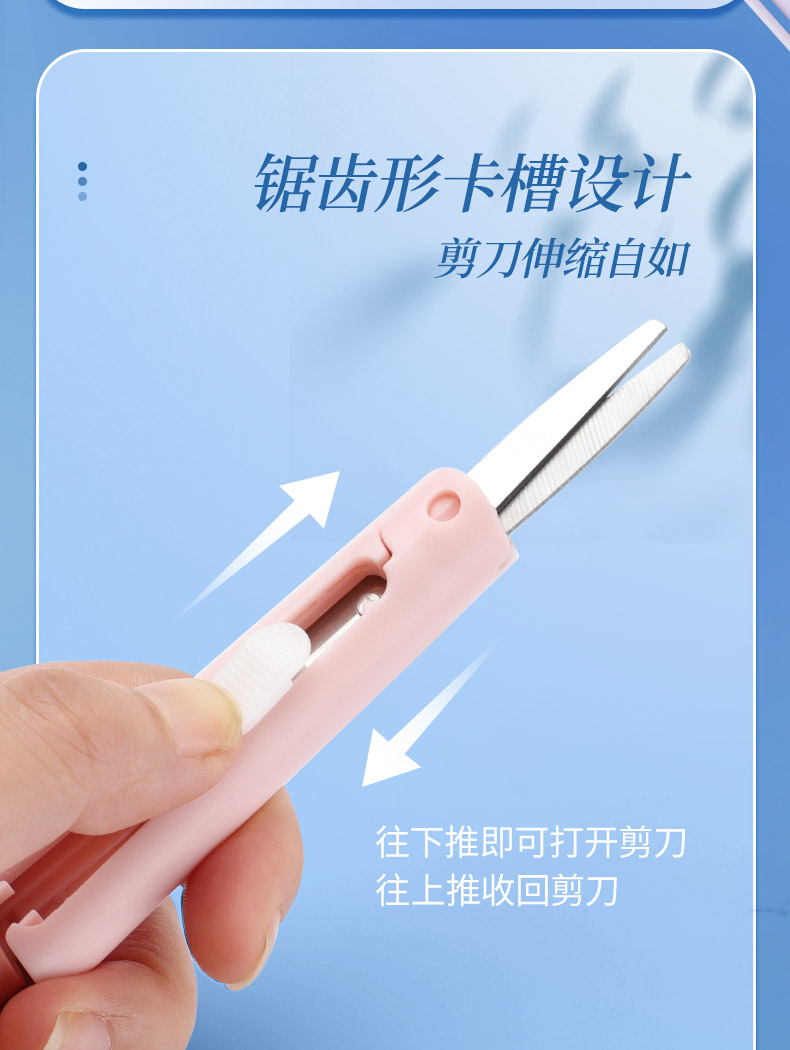 锯齿形卡槽设计
剪刀伸缩自如
往下推即可打开剪刀
往上推收回剪刀